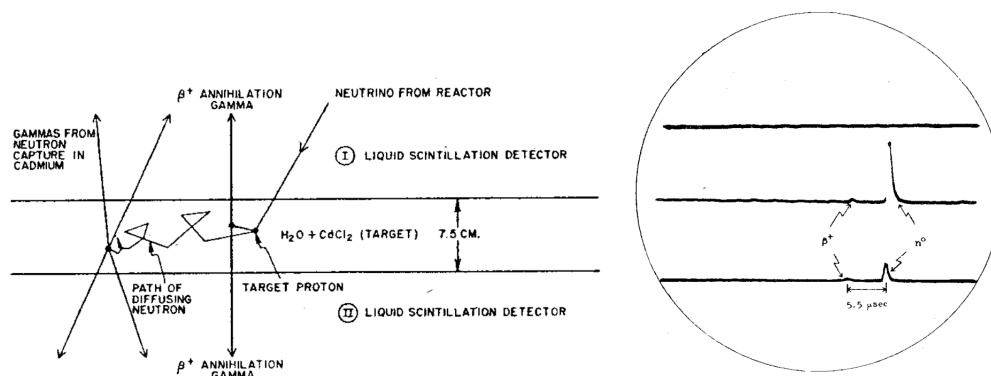 β⁺ ANNIHILATION
GAMMA
NEUTRINO FROM REACTOR
GAMMAS FROM
NEUTRON
CAPTURE IN
CADMIUM
I LIQUID SCINTILLATION DETECTOR
H₂O + CdCl₂ (TARGET)
7.5 CM.
PATH OF
DIFFUSING
NEUTRON
TARGET PROTON
II LIQUID SCINTILLATION DETECTOR
β⁺ ANNIHILATION
GAMMA
β⁺
n⁰
5.5 μsec